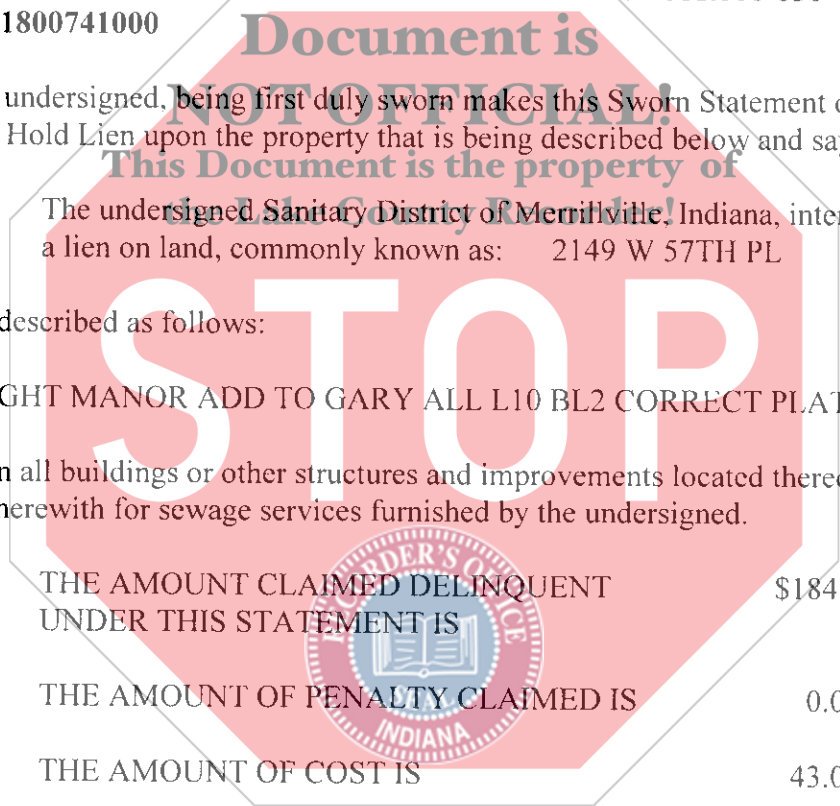 1800741000
Document is
NOT OFFICIAL!
undersigned, being first duly sworn makes this Sworn Statement
Hold Lien upon the property that is being described below and sa
This Document is the property of
the Lake County Recorder!
The undersigned Sanitary District of Merrillville, Indiana, inte
a lien on land, commonly known as: 2149 W 57TH PL
STOP
described as follows:
GHT MANOR ADD TO GARY ALL L10 BL2 CORRECT PLAT
n all buildings or other structures and improvements located there
herewith for sewage services furnished by the undersigned.
RECORDER'S OFFICE
THE AMOUNT CLAIMED DELINQUENT $184
UNDER THIS STATEMENT IS
THE AMOUNT OF PENALTY CLAIMED IS 0.0
SEAL
INDIANA
THE AMOUNT OF COST IS 43.0